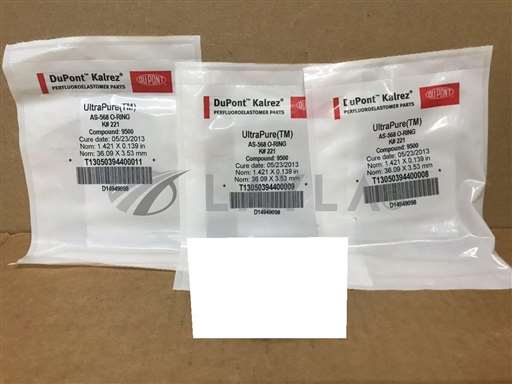 DuPont™ Kalrez®
PERFLUOROELASTOMER PARTS
DUPONT
UltraPure(TM)
AS-568 O-RING
K# 221
Compound: 9500
Cure date: 05/23/2013
Nom: 1.421 X 0.139 in
Nom: 36.09 X 3.53 mm
T13050394400011
D14949098
DuPont™ Kalrez®
PERFLUOROELASTOMER PARTS
DUPONT
UltraPure(TM)
AS-568 O-RING
K# 221
Compound: 9500
Cure date: 05/23/2013
Nom: 1.421 X 0.139 in
Nom: 36.09 X 3.53 mm
T13050394400009
D14949098
DuPont™ Kalrez®
PERFLUOROELASTOMER PARTS
DUPONT
UltraPure(TM)
AS-568 O-RING
K# 221
Compound: 9500
Cure date: 05/23/2013
Nom: 1.421 X 0.139 in
Nom: 36.09 X 3.53 mm
T13050394400008
D14949098